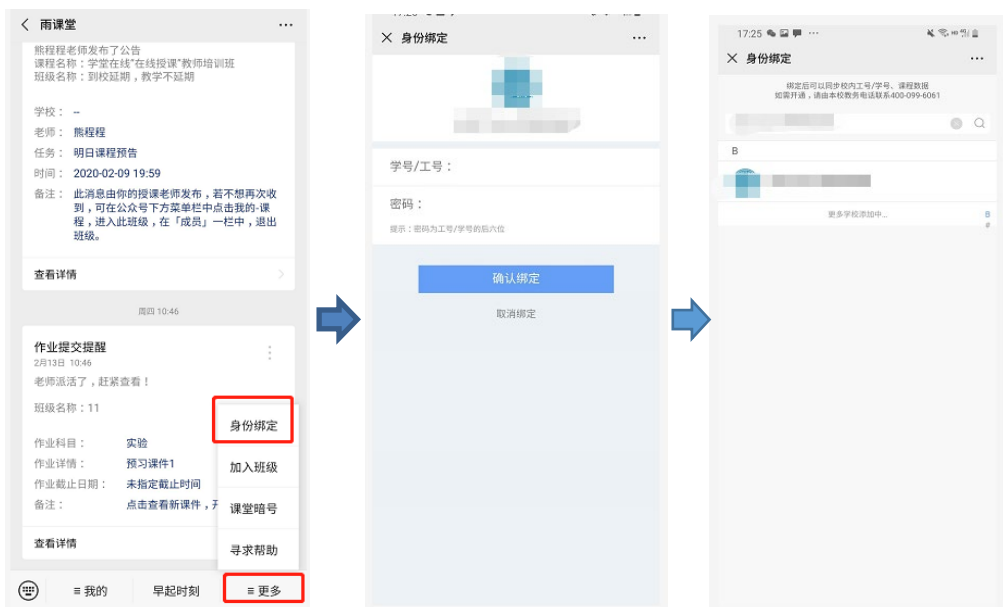 雨课堂
熊程程老师发布了公告
课程名称：学堂在线"在线授课"教师培训班
班级名称：到校延期，教学不延期
学校： --
老师： 熊程程
任务： 明日课程预告
时间： 2020-02-09 19:59
备注： 此消息由你的授课老师发布，若不想再次收
到，可在公众号下方菜单栏中点击我的-课
程，进入此班级，在「成员」一栏中，退出
班级。
查看详情
周四 10:46
作业提交提醒
2月13日 10:46
老师派活了，赶紧查看！
班级名称：11
作业科目： 实验
作业详情： 预习课件1
作业截止日期： 未指定截止时间
备注： 点击查看新课件，
查看详情
身份绑定
加入班级
课堂暗号
寻求帮助
≡ 我的
早起时刻
≡ 更多
身份绑定
学号/工号：
密码：
提示：密码为工号/学号的后六位
确认绑定
取消绑定
17:25
身份绑定
绑定后可以同步校内工号/学号、课程数据
如需开通，请由本校教务电话联系400-099-6061
B
更多学校添加中...
B
#